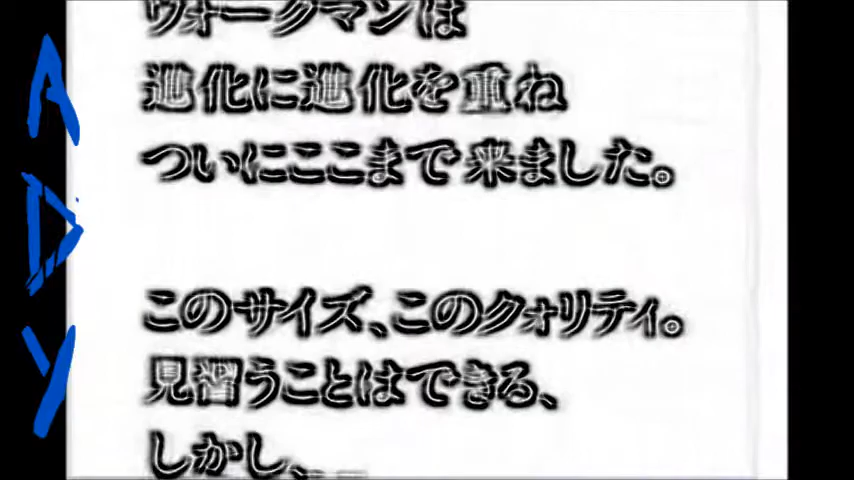 ウォークマンは
進化に進化を重ね
ついにここまで来ました。
このサイズ、このクォリティ。
見習うことはできる、
しかし、
ADY